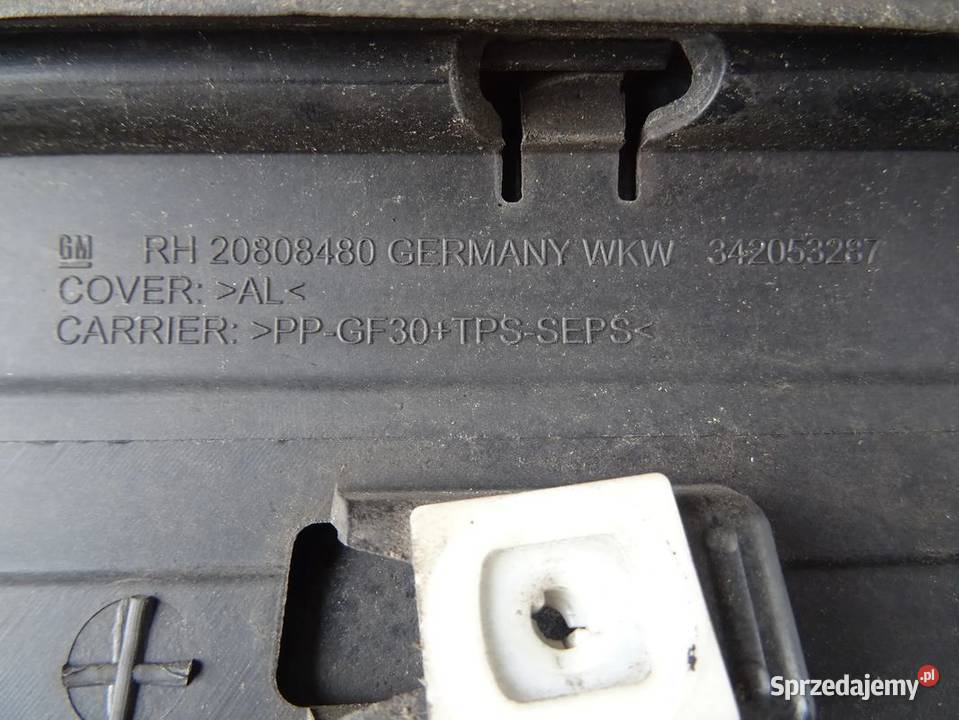 GM RH 20808480 GERMANY WKW 342053287
COVER: >AL<
CARRIER: >PP-GF30+TPS-SEPS<
Sprzedajemy.pl